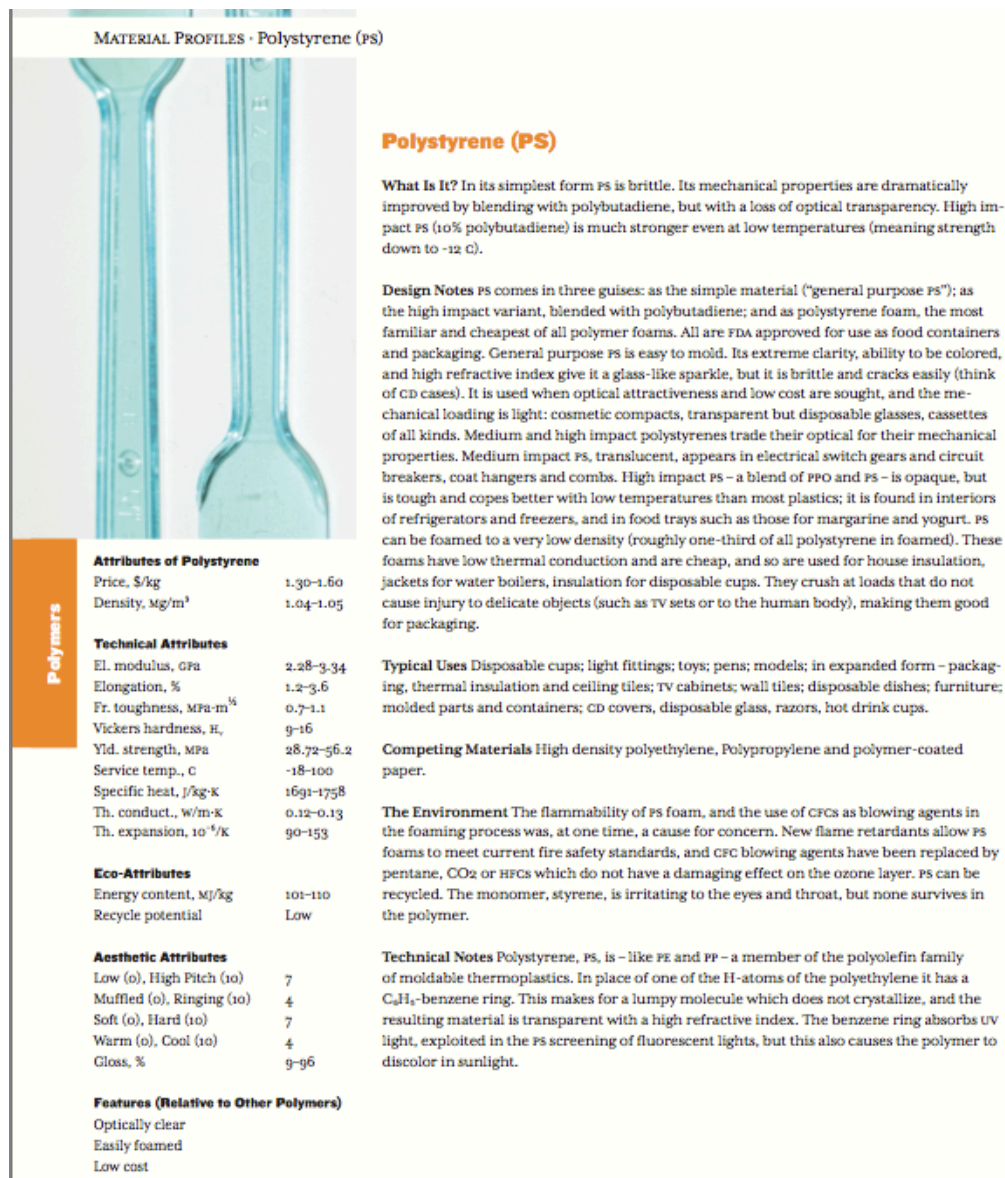 MATERIAL PROFILES · Polystyrene (PS)
Polystyrene (PS)
What Is It? In its simplest form PS is brittle. Its mechanical properties are dramatically
improved by blending with polybutadiene, but with a loss of optical transparency. High im-
pact PS (10% polybutadiene) is much stronger even at low temperatures (meaning strength
down to -12 C).
Design Notes PS comes in three guises: as the simple material ("general purpose PS"); as
the high impact variant, blended with polybutadiene; and as polystyrene foam, the most
familiar and cheapest of all polymer foams. All are FDA approved for use as food containers
and packaging. General purpose PS is easy to mold. Its extreme clarity, ability to be colored,
and high refractive index give it a glass-like sparkle, but it is brittle and cracks easily (think
of CD cases). It is used when optical attractiveness and low cost are sought, and the me-
chanical loading is light: cosmetic compacts, transparent but disposable glasses, cassettes
of all kinds. Medium and high impact polystyrenes trade their optical for their mechanical
properties. Medium impact PS, translucent, appears in electrical switch gears and circuit
breakers, coat hangers and combs. High impact PS – a blend of PPO and PS – is opaque, but
is tough and copes better with low temperatures than most plastics; it is found in interiors
of refrigerators and freezers, and in food trays such as those for margarine and yogurt. PS
can be foamed to a very low density (roughly one-third of all polystyrene in foamed). These
foams have low thermal conduction and are cheap, and so are used for house insulation,
jackets for water boilers, insulation for disposable cups. They crush at loads that do not
cause injury to delicate objects (such as TV sets or to the human body), making them good
for packaging.
Typical Uses Disposable cups; light fittings; toys; pens; models; in expanded form – packag-
ing, thermal insulation and ceiling tiles; TV cabinets; wall tiles; disposable dishes; furniture;
molded parts and containers; CD covers, disposable glass, razors, hot drink cups.
Competing Materials High density polyethylene, Polypropylene and polymer-coated
paper.
The Environment The flammability of PS foam, and the use of CFCs as blowing agents in
the foaming process was, at one time, a cause for concern. New flame retardants allow PS
foams to meet current fire safety standards, and CFC blowing agents have been replaced by
pentane, CO2 or HFCs which do not have a damaging effect on the ozone layer. PS can be
recycled. The monomer, styrene, is irritating to the eyes and throat, but none survives in
the polymer.
Technical Notes Polystyrene, PS, is – like PE and PP – a member of the polyolefin family
of moldable thermoplastics. In place of one of the H-atoms of the polyethylene it has a
C₆H₅-benzene ring. This makes for a lumpy molecule which does not crystallize, and the
resulting material is transparent with a high refractive index. The benzene ring absorbs UV
light, exploited in the PS screening of fluorescent lights, but this also causes the polymer to
discolor in sunlight.
Polymers
Attributes of Polystyrene
Price, $/kg 1.30–1.60
Density, Mg/m³ 1.04–1.05
Technical Attributes
El. modulus, GPa 2.28–3.34
Elongation, % 1.2–3.6
Fr. toughness, MPa·m½ 0.7–1.1
Vickers hardness, Hᵥ 9–16
Yld. strength, MPa 28.72–56.2
Service temp., C -18–100
Specific heat, J/kg·K 1691–1758
Th. conduct., W/m·K 0.12–0.13
Th. expansion, 10⁻⁶/K 90–153
Eco-Attributes
Energy content, MJ/kg 101–110
Recycle potential Low
Aesthetic Attributes
Low (0), High Pitch (10) 7
Muffled (0), Ringing (10) 4
Soft (0), Hard (10) 7
Warm (0), Cool (10) 4
Gloss, % 9–96
Features (Relative to Other Polymers)
Optically clear
Easily foamed
Low cost